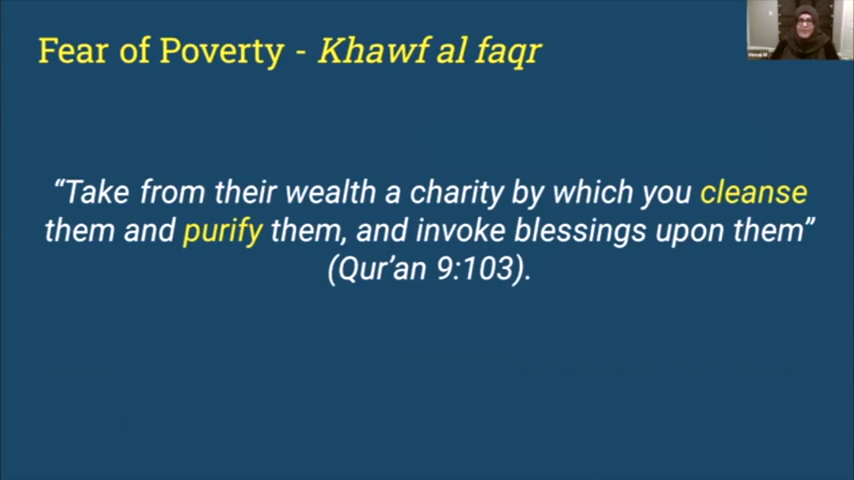 Fear of Poverty - Khawf al faqr
“Take from their wealth a charity by which you cleanse
them and purify them, and invoke blessings upon them”
(Qur’an 9:103).